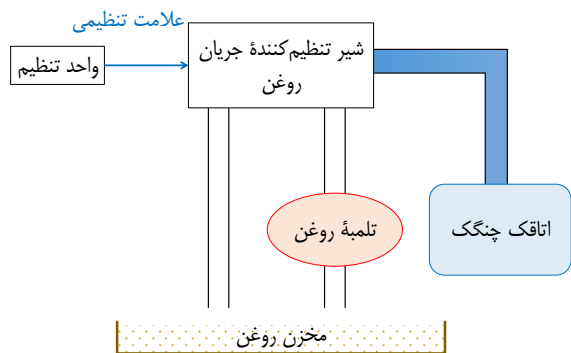 علامت تنظیمی
شیر تنظیم‌کنندهٔ جریان
روغن
واحد تنظیم
تلمبهٔ روغن
اتاقک چنگک
مخزن روغن